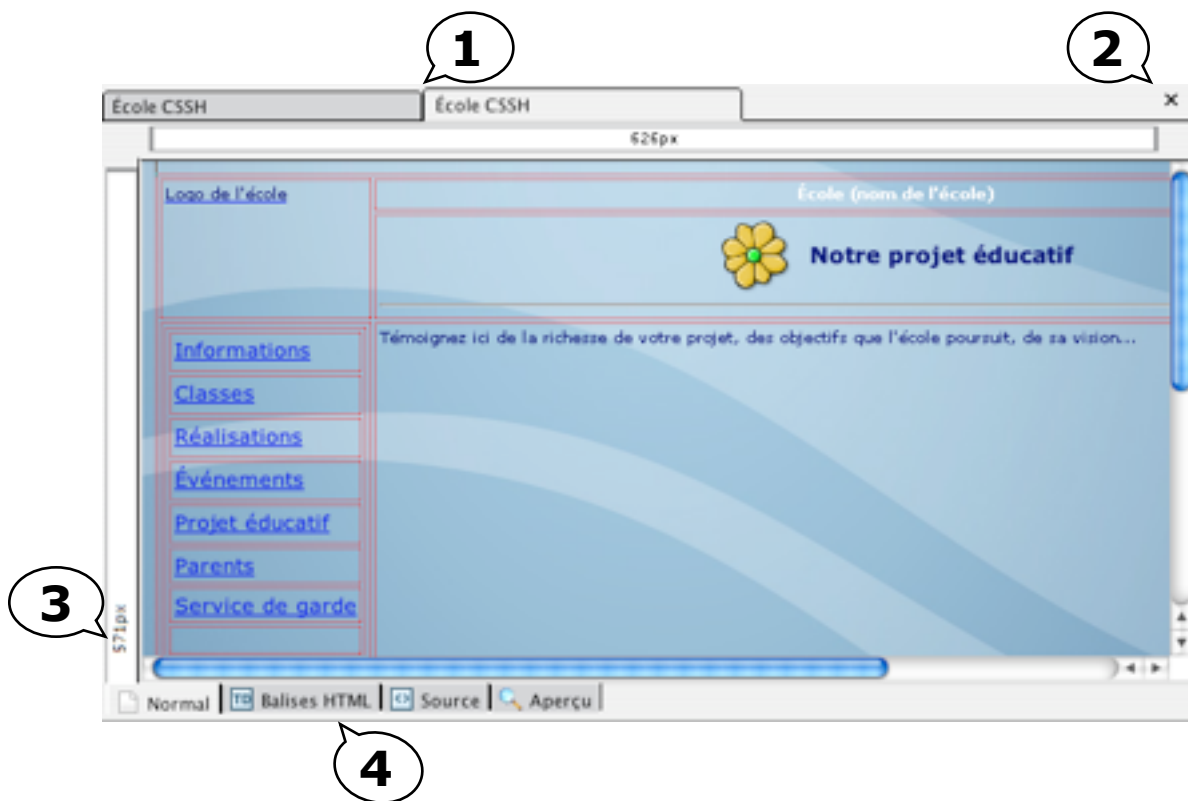 1
2
École CSSH
École CSSH
×
626px
Logo de l'école
École (nom de l'école)
Notre projet éducatif
Témoignez ici de la richesse de votre projet, des objectifs que l'école poursuit, de sa vision...
Informations
Classes
Réalisations
Événements
Projet éducatif
Parents
Service de garde
3
571px
Normal
TD Balises HTML
<> Source
Aperçu
4